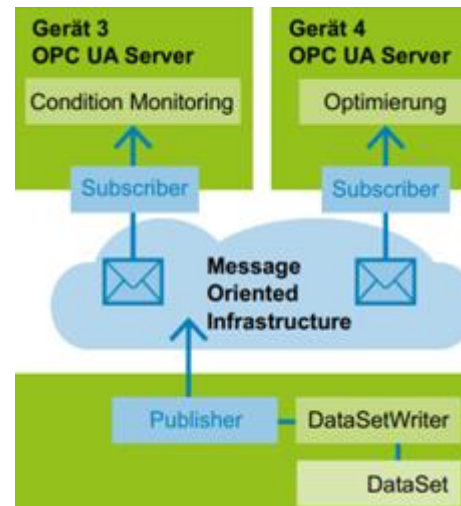 Gerät 3
OPC UA Server
Condition Monitoring
Subscriber
Gerät 4
OPC UA Server
Optimierung
Subscriber
Message
Oriented
Infrastructure
Publisher
DataSetWriter
DataSet